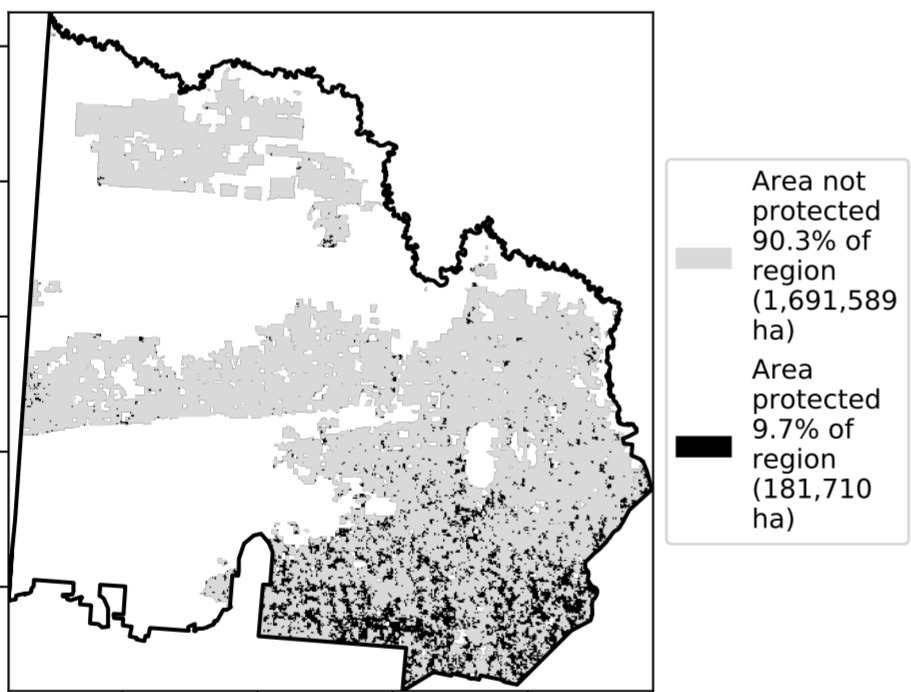 Area not
protected
90.3% of
region
(1,691,589
ha)
Area
protected
9.7% of
region
(181,710
ha)